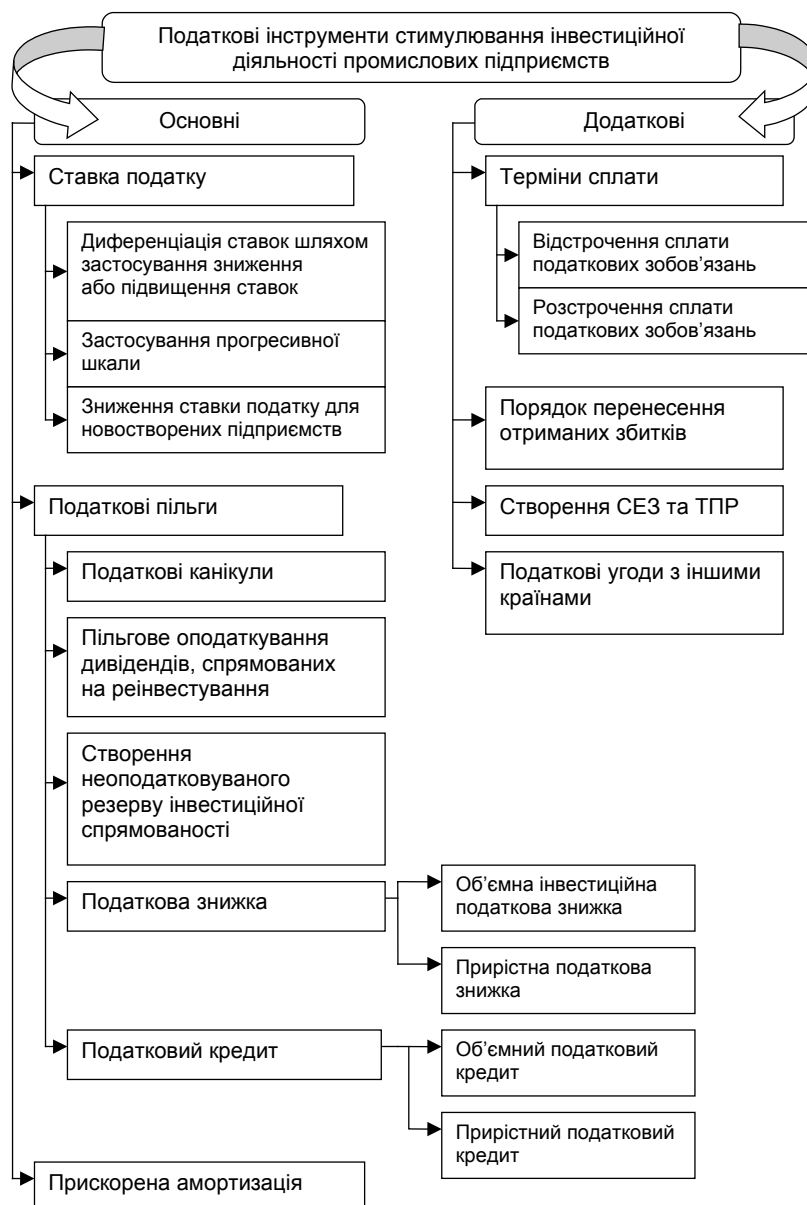 Податкові інструменти стимулювання інвестиційної
діяльності промислових підприємств
Основні
Ставка податку
Диференціація ставок шляхом
застосування зниження
або підвищення ставок
Застосування прогресивної
шкали
Зниження ставки податку для
новостворених підприємств
Податкові пільги
Податкові канікули
Пільгове оподаткування
дивідендів, спрямованих
на реінвестування
Створення
неоподатковуваного
резерву інвестиційної
спрямованості
Податкова знижка
Об’ємна інвестиційна
податкова знижка
Прирістна податкова
знижка
Податковий кредит
Об’ємний податковий
кредит
Прирістний податковий
кредит
Прискорена амортизація
Додаткові
Терміни сплати
Відстрочення сплати
податкових зобов’язань
Розстрочення сплати
податкових зобов’язань
Порядок перенесення
отриманих збитків
Створення СЕЗ та ТПР
Податкові угоди з іншими
країнами